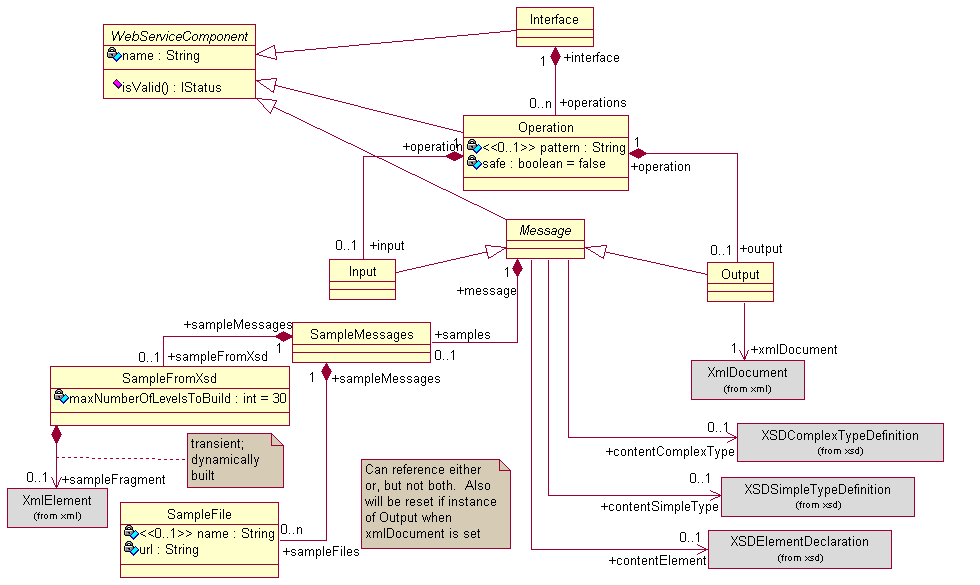 Interface
WebServiceComponent
name : String
isValid() : IStatus
1
+interface
0..n
+operations
Operation
<<0..1>> pattern : String
safe : boolean = false
+operation
1
1
+operation
0..1
+input
Input
Message
0..1
+output
Output
1
+message
+sampleMessages
1
SampleMessages
+samples
0..1
0..1
+sampleFromXsd
1
+xmlDocument
XmlDocument
(from xml)
SampleFromXsd
maxNumberOfLevelsToBuild : int = 30
1
+sampleMessages
transient;
dynamically
built
0..1
+sampleFragment
XmlElement
(from xml)
0..1
+contentComplexType
XSDComplexTypeDefinition
(from xsd)
Can reference either
or, but not both. Also
will be reset if instance
of Output when
xmlDocument is set
0..1
+contentSimpleType
XSDSimpleTypeDefinition
(from xsd)
SampleFile
<<0..1>> name : String
url : String
0..n
+sampleFiles
0..1
+contentElement
XSDElementDeclaration
(from xsd)